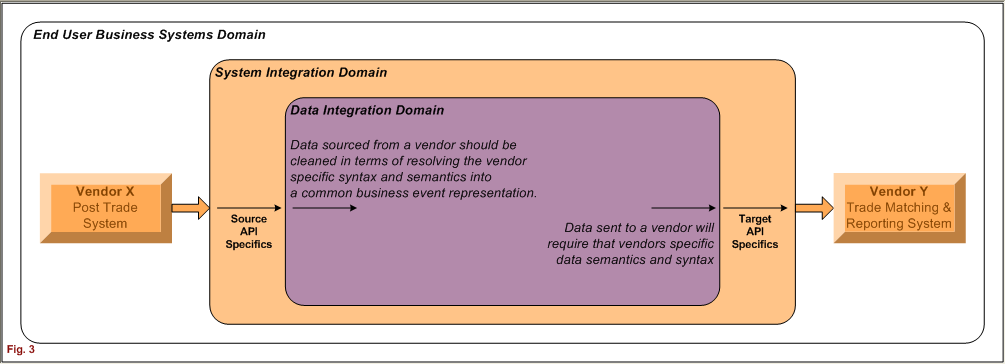 End User Business Systems Domain
System Integration Domain
Data Integration Domain
Data sourced from a vendor should be
cleaned in terms of resolving the vendor
specific syntax and semantics into
a common business event representation.
Vendor X
Post Trade
System
Source
API
Specifics
Data sent to a vendor will
require that vendors specific
data semantics and syntax
Target
API
Specifics
Vendor Y
Trade Matching &
Reporting System
Fig. 3